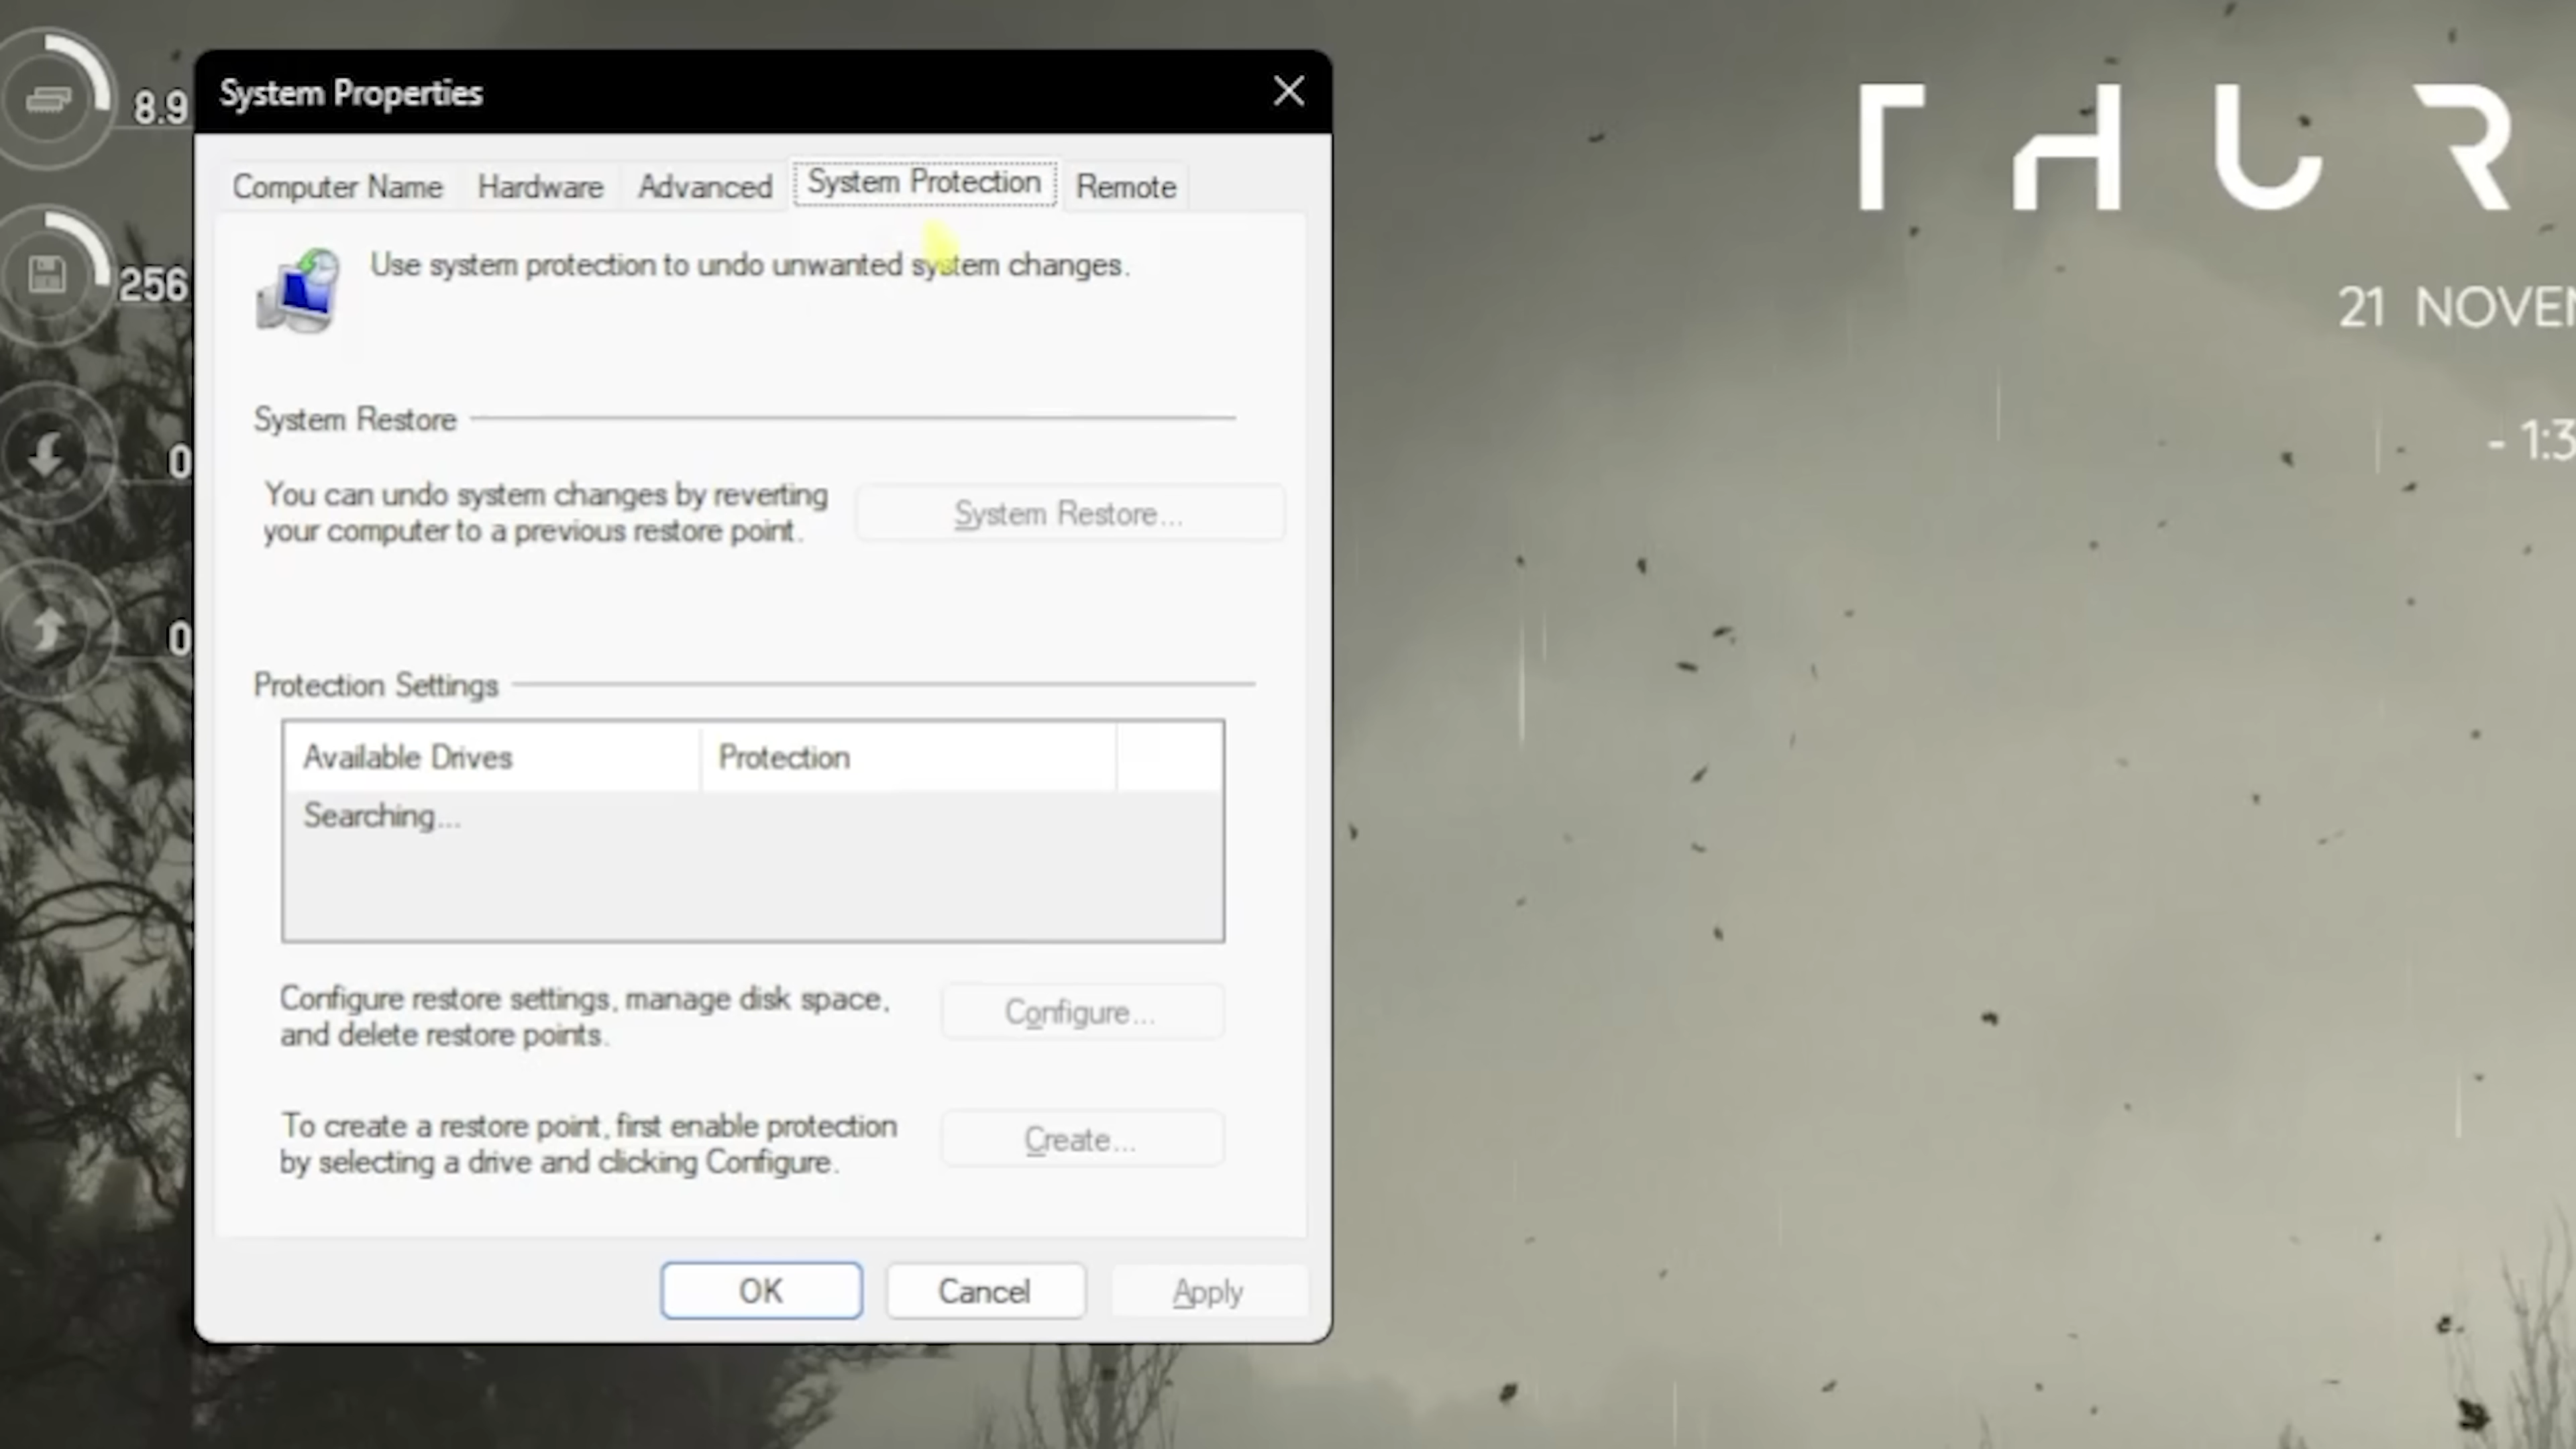 8.9
256
0
0
System Properties
Computer Name
Hardware
Advanced
System Protection
Remote
Use system protection to undo unwanted system changes.
System Restore
You can undo system changes by reverting
your computer to a previous restore point.
System Restore...
Protection Settings
Available Drives
Protection
Searching...
Configure restore settings, manage disk space,
and delete restore points.
Configure...
To create a restore point, first enable protection
by selecting a drive and clicking Configure.
Create...
OK
Cancel
Apply
THUR
21 NOVEM
- 1:3